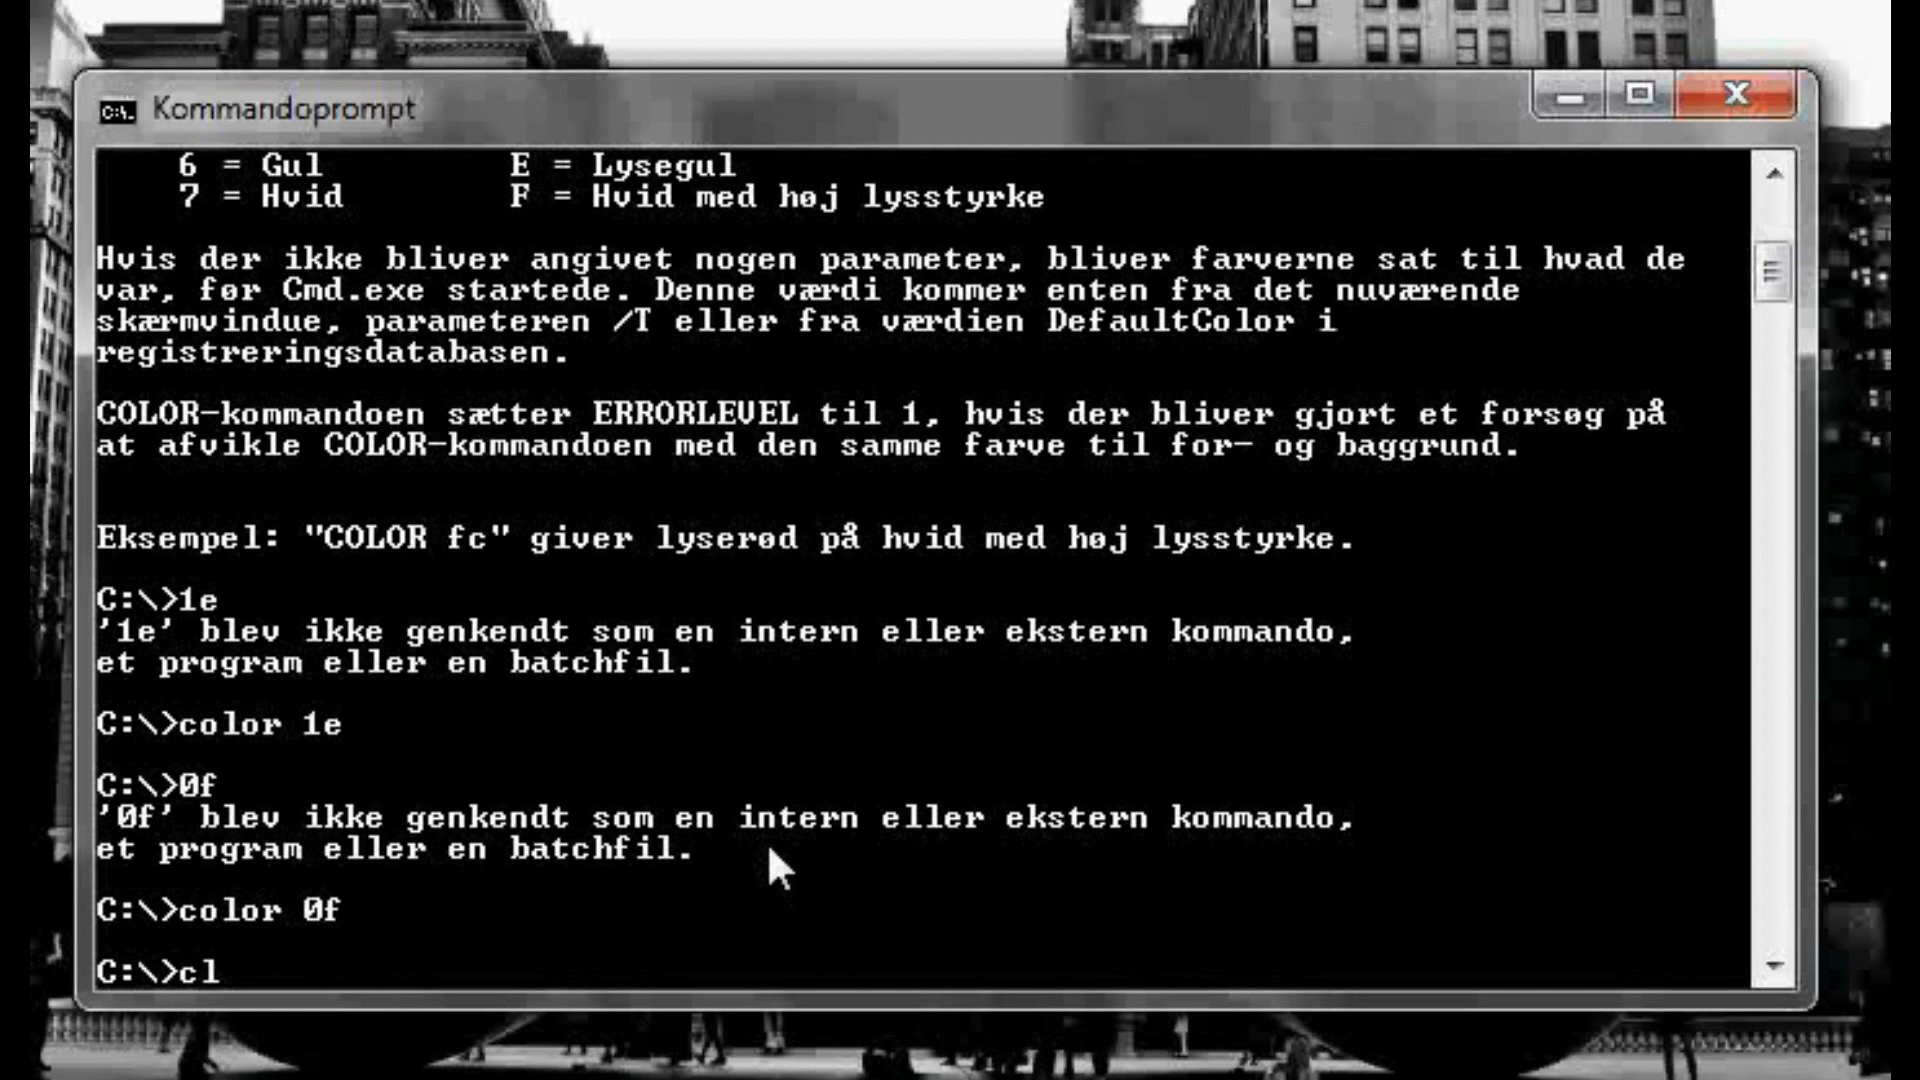 Kommandoprompt
6 = Gul E = Lysegul
7 = Hvid F = Hvid med høj lysstyrke
Hvis der ikke bliver angivet nogen parameter, bliver farverne sat til hvad de
var, før Cmd.exe startede. Denne værdi kommer enten fra det nuværende
skærmvindue, parameteren /T eller fra værdien DefaultColor i
registreringsdatabasen.
COLOR-kommandoen sætter ERRORLEVEL til 1, hvis der bliver gjort et forsøg på
at afvikle COLOR-kommandoen med den samme farve til for- og baggrund.
Eksempel: "COLOR fc" giver lyserød på hvid med høj lysstyrke.
C:\>1e
'1e' blev ikke genkendt som en intern eller ekstern kommando,
et program eller en batchfil.
C:\>color 1e
C:\>0f
'0f' blev ikke genkendt som en intern eller ekstern kommando,
et program eller en batchfil.
C:\>color 0f
C:\>cl